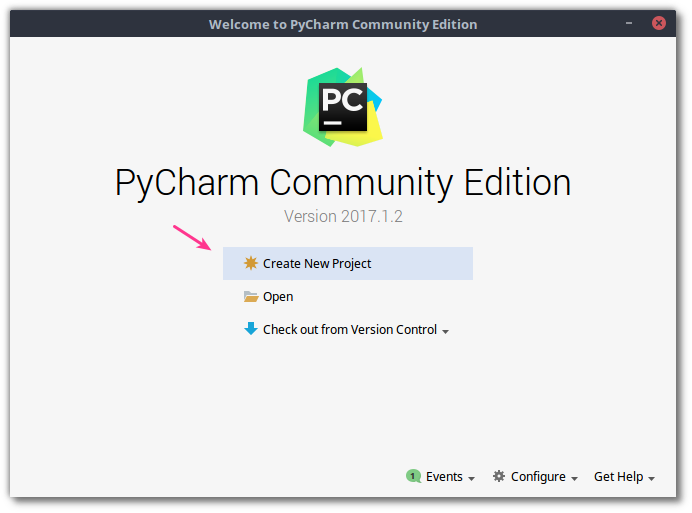 Welcome to PyCharm Community Edition
PC
PyCharm Community Edition
Version 2017.1.2
Create New Project
Open
Check out from Version Control
1 Events Configure Get Help